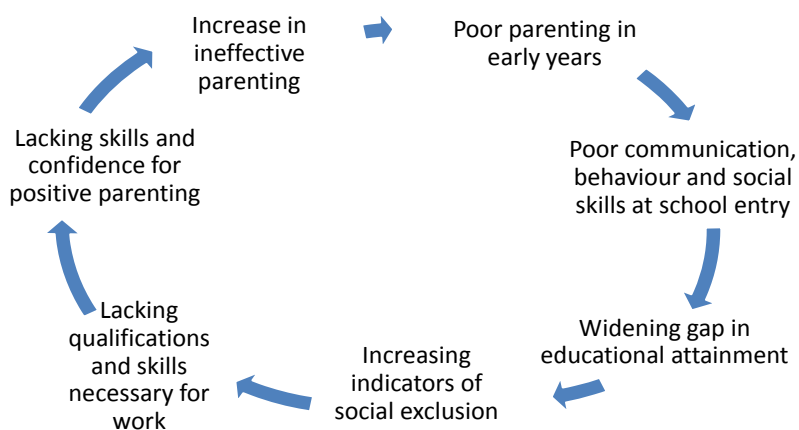 Increase in
ineffective
parenting
Poor parenting in
early years
Poor communication,
behaviour and social
skills at school entry
Widening gap in
educational attainment
Increasing
indicators of
social exclusion
Lacking
qualifications
and skills
necessary for
work
Lacking skills and
confidence for
positive parenting